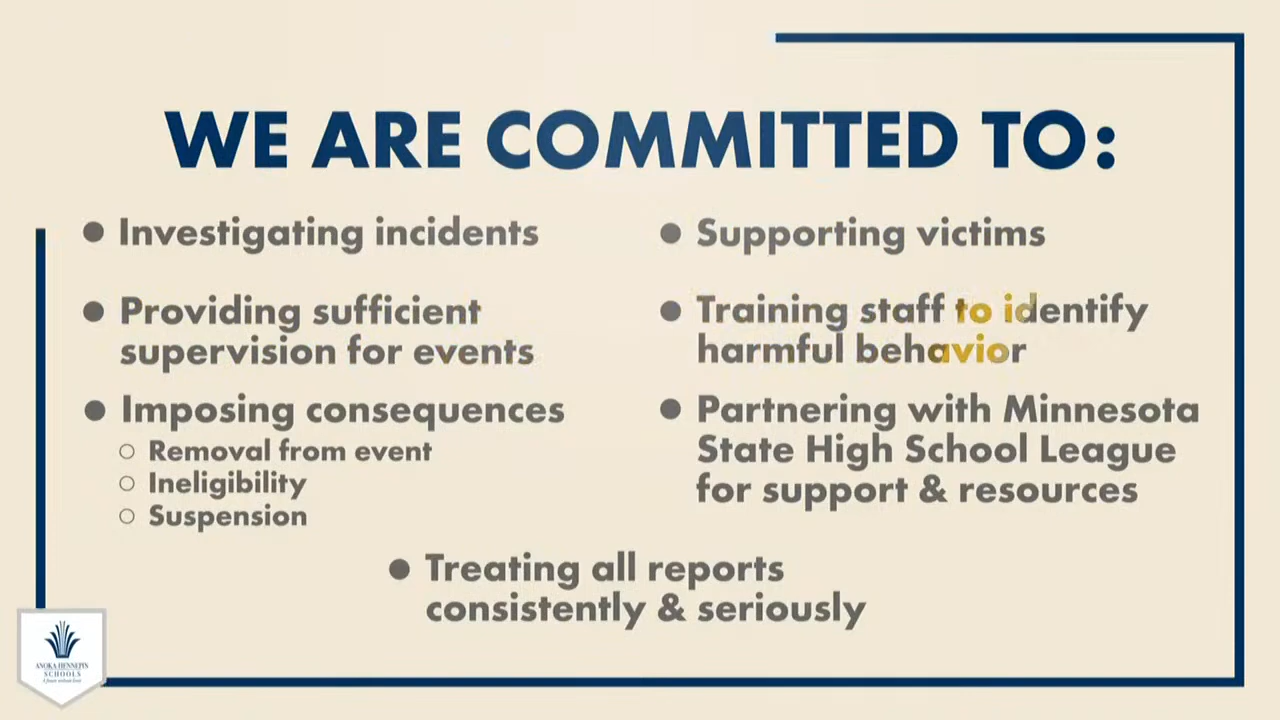 WE ARE COMMITTED TO:
● Investigating incidents
● Providing sufficient
supervision for events
● Imposing consequences
○ Removal from event
○ Ineligibility
○ Suspension
● Supporting victims
● Training staff to identify
harmful behavior
● Partnering with Minnesota
State High School League
for support & resources
● Treating all reports
consistently & seriously
ANOKA-HENNEPIN
SCHOOLS